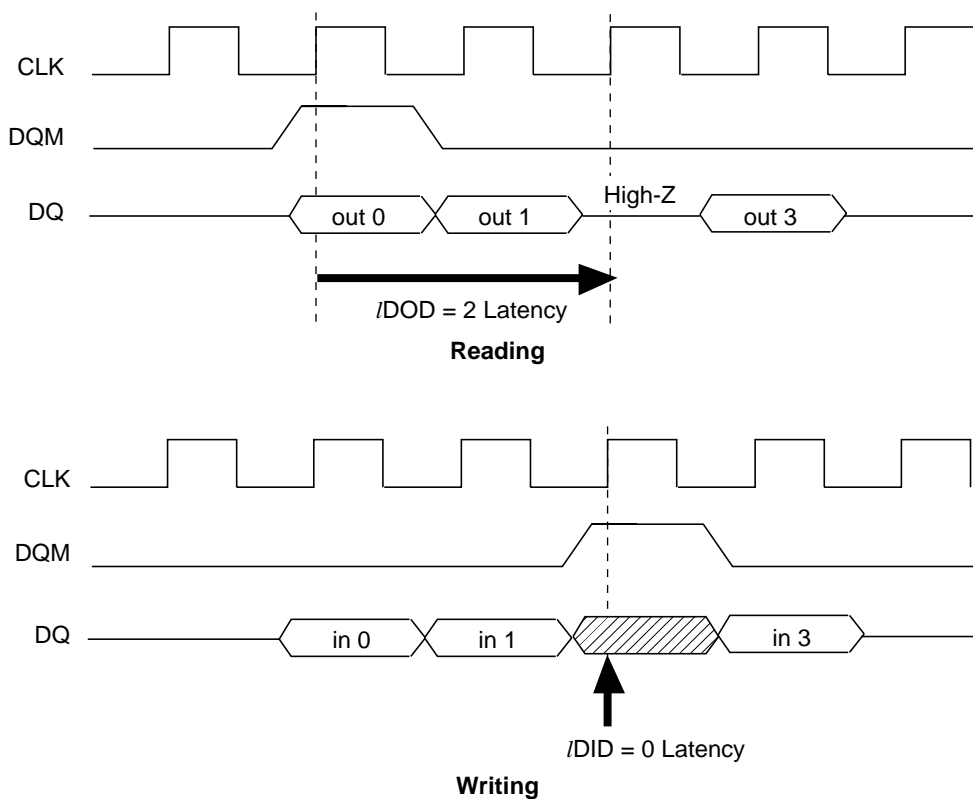 CLK
DQM
DQ
out 0
out 1
High-Z
out 3
lDOD = 2 Latency
Reading
CLK
DQM
DQ
in 0
in 1
in 3
lDID = 0 Latency
Writing